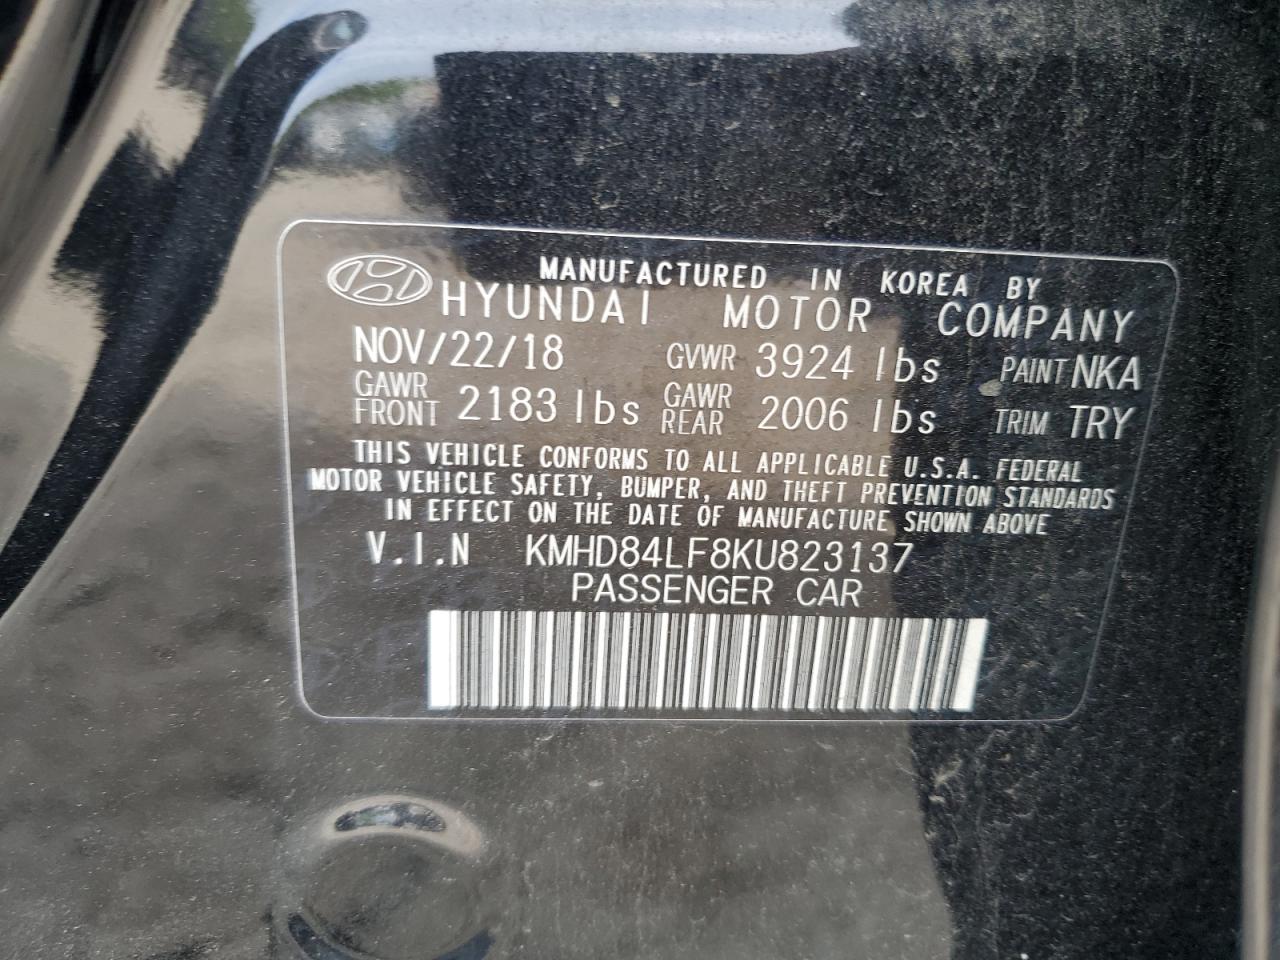 MANUFACTURED IN KOREA BY
HYUNDAI MOTOR COMPANY
NOV/22/18 GVWR 3924 lbs PAINT NKA
GAWR FRONT 2183 lbs GAWR REAR 2006 lbs TRIM TRY
THIS VEHICLE CONFORMS TO ALL APPLICABLE U.S.A. FEDERAL
MOTOR VEHICLE SAFETY, BUMPER, AND THEFT PREVENTION STANDARDS
IN EFFECT ON THE DATE OF MANUFACTURE SHOWN ABOVE
V.I.N KMHD84LF8KU823137
PASSENGER CAR